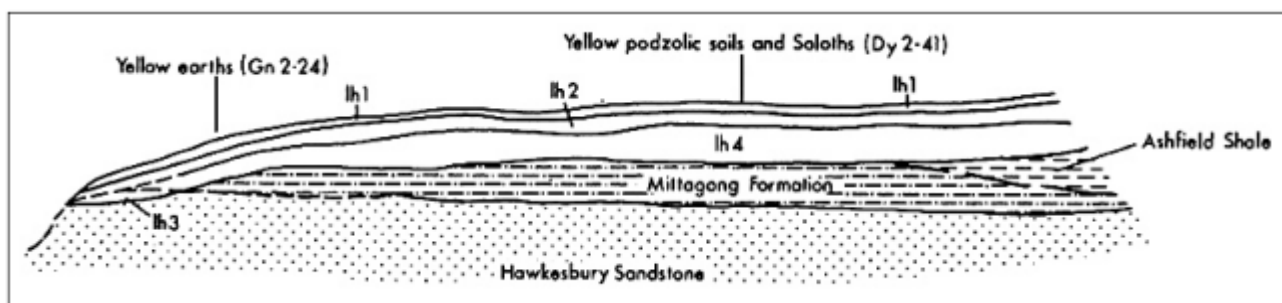 Yellow podzolic soils and Soloths (Dy 2-41)
Yellow earths (Gn 2-24)
lh1
lh2
lh1
lh4
Ashfield Shale
Mittagong Formation
lh3
Hawkesbury Sandstone